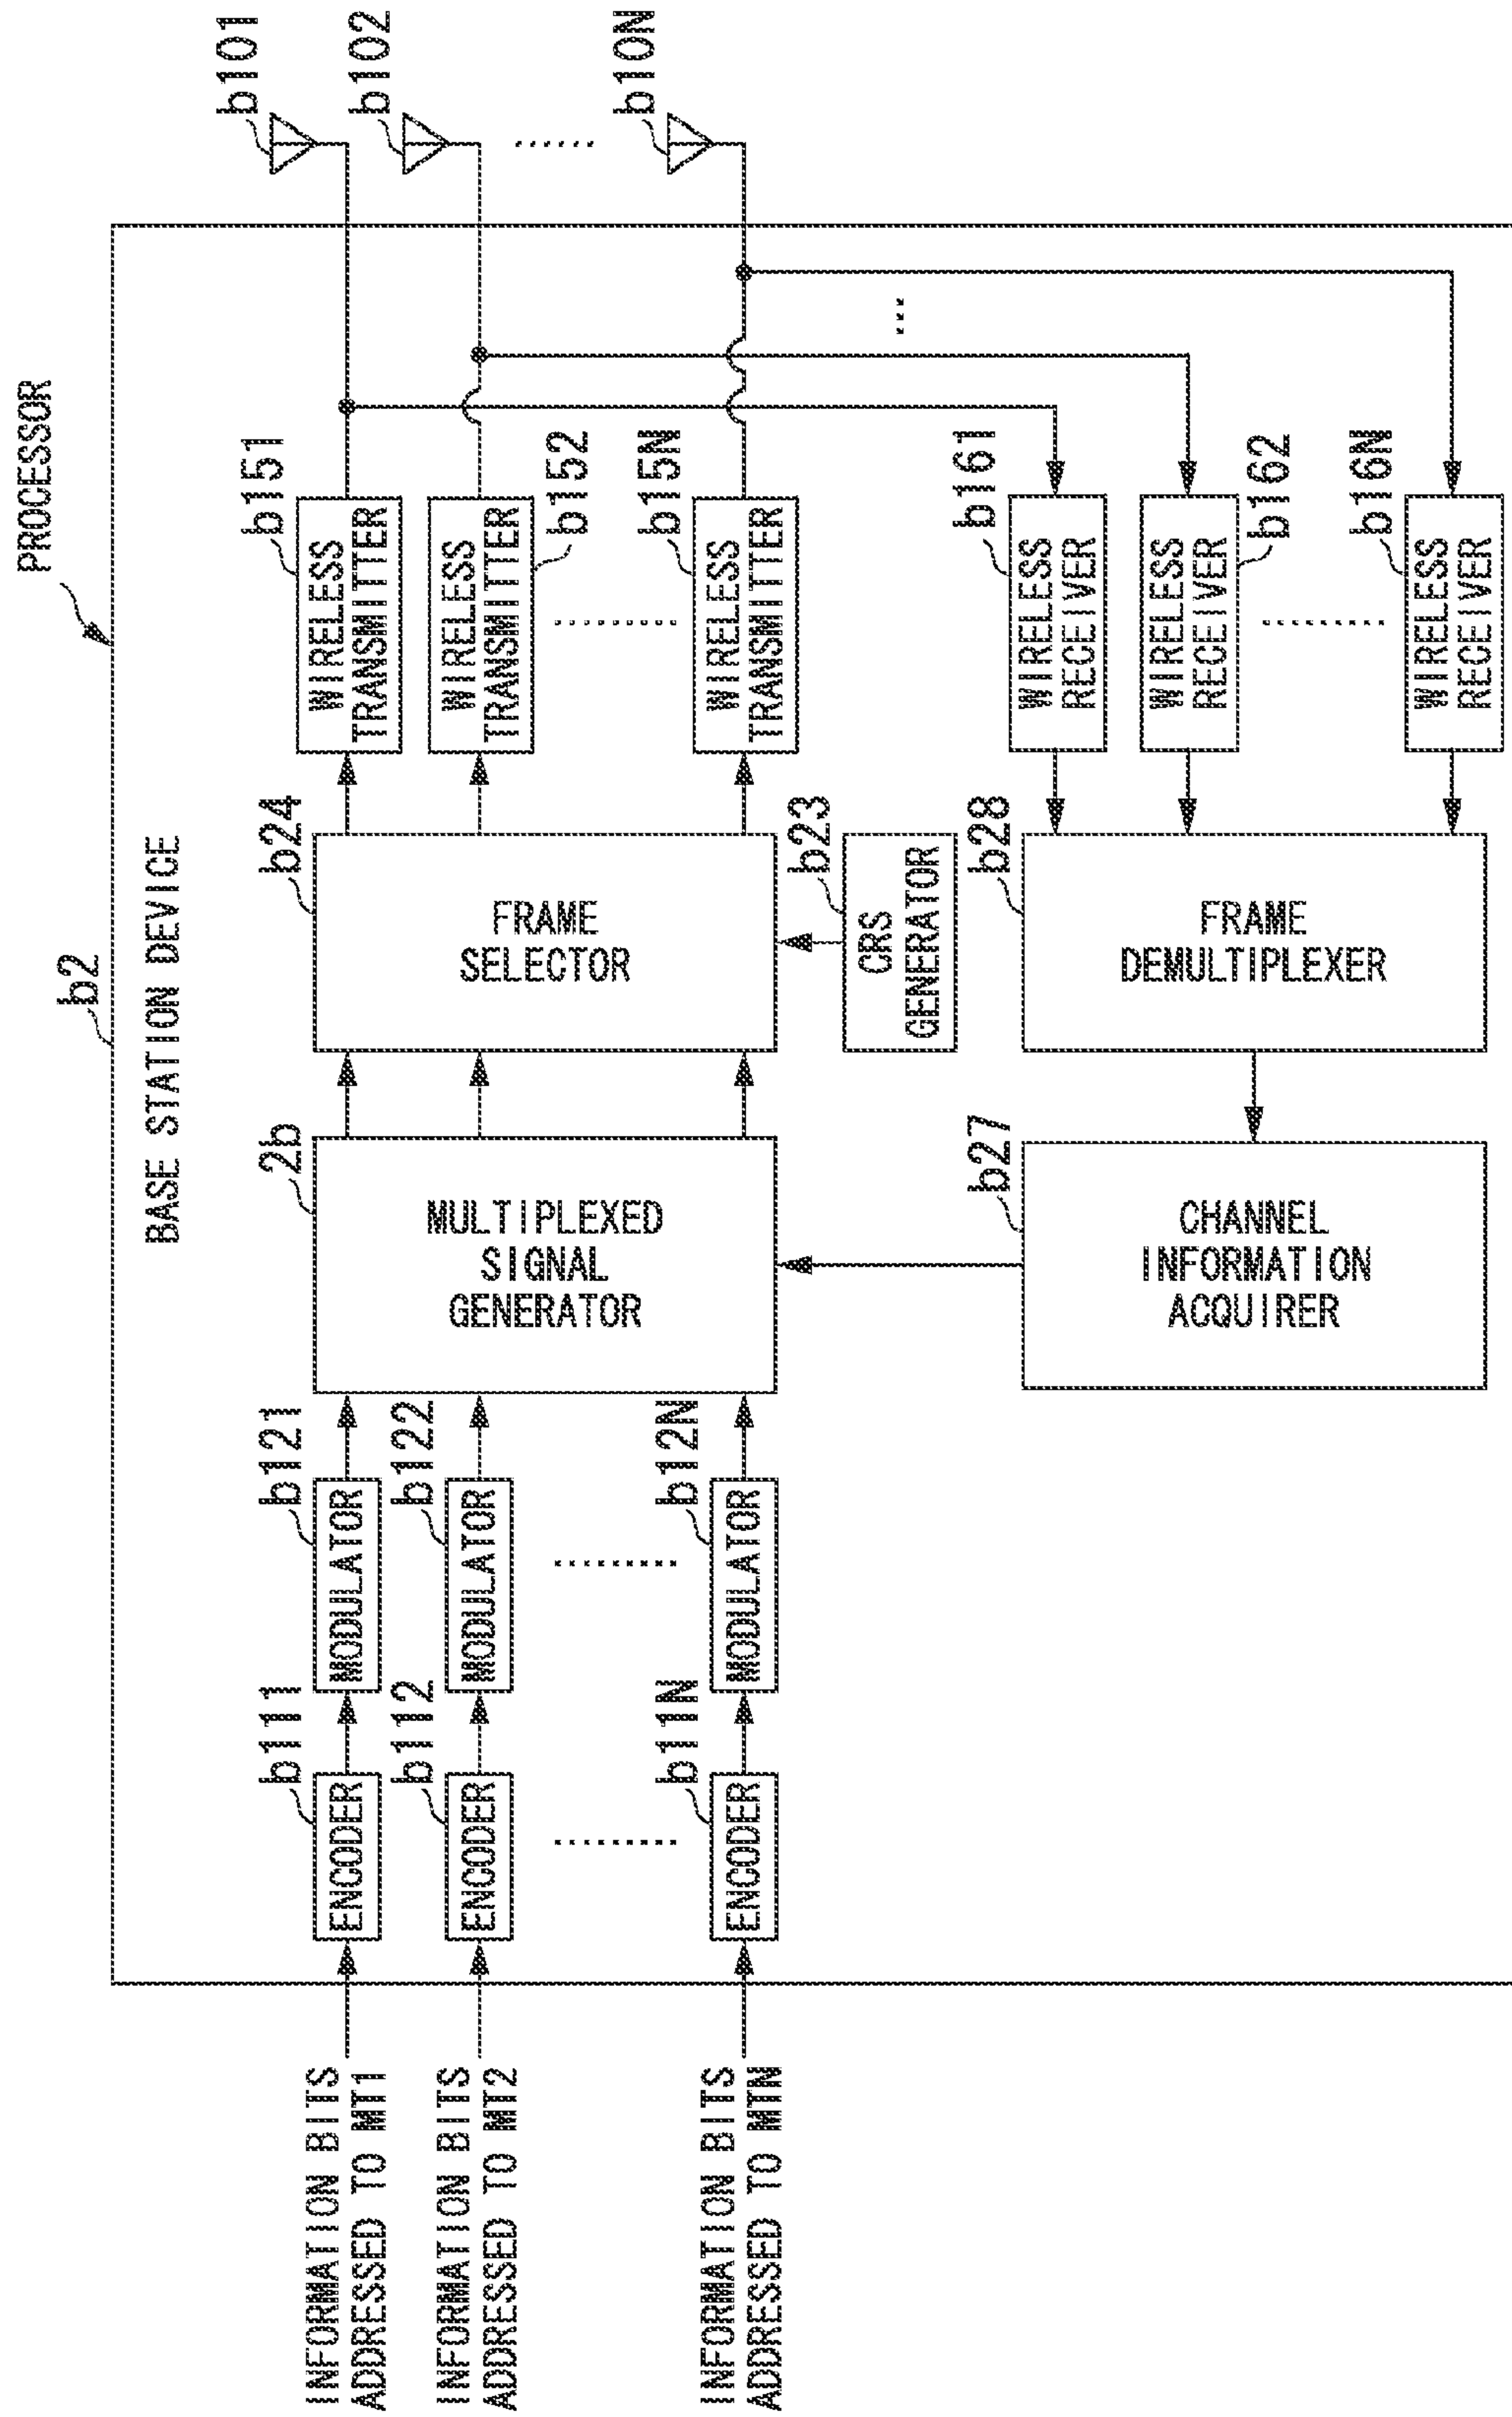 PROCESSOR
b2
BASE STATION DEVICE
INFORMATION BITS
ADDRESSED TO MT1
b111
ENCODER
b121
MODULATOR
2b
MULTIPLEXED
SIGNAL
GENERATOR
b24
FRAME
SELECTOR
b151
WIRELESS
TRANSMITTER
b101
INFORMATION BITS
ADDRESSED TO MT2
b112
ENCODER
b122
MODULATOR
WIRELESS
TRANSMITTER
b152
b102
INFORMATION BITS
ADDRESSED TO MTN
b11N
ENCODER
b12N
MODULATOR
b15N
WIRELESS
TRANSMITTER
b10N
b23
CRS
GENERATOR
b27
CHANNEL
INFORMATION
ACQUIRER
b28
FRAME
DEMULTIPLEXER
b161
WIRELESS
RECEIVER
WIRELESS
RECEIVER
b162
b16N
WIRELESS
RECEIVER